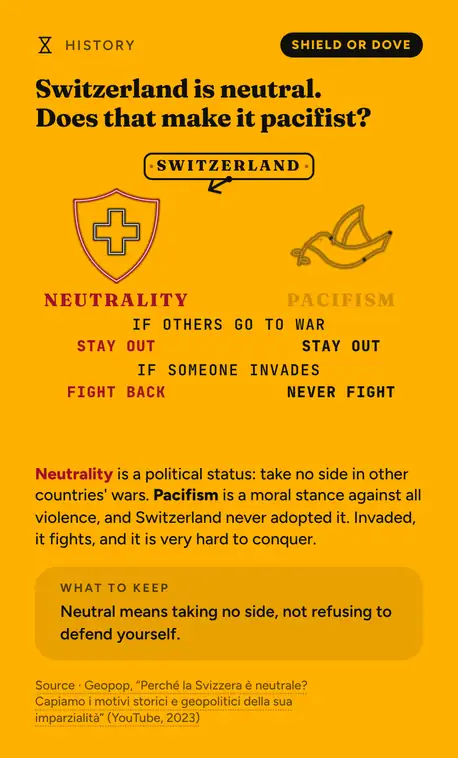 HISTORY
SHIELD OR DOVE
Switzerland is neutral.
Does that make it pacifist?
SWITZERLAND
NEUTRALITY
PACIFISM
IF OTHERS GO TO WAR
STAY OUT
STAY OUT
IF SOMEONE INVADES
FIGHT BACK
NEVER FIGHT
Neutrality is a political status: take no side in other
countries' wars. Pacifism is a moral stance against all
violence, and Switzerland never adopted it. Invaded,
it fights, and it is very hard to conquer.
WHAT TO KEEP
Neutral means taking no side, not refusing to
defend yourself.
Source · Geopop, “Perché la Svizzera è neutrale?
Capiamo i motivi storici e geopolitici della sua
imparzialità” (YouTube, 2023)